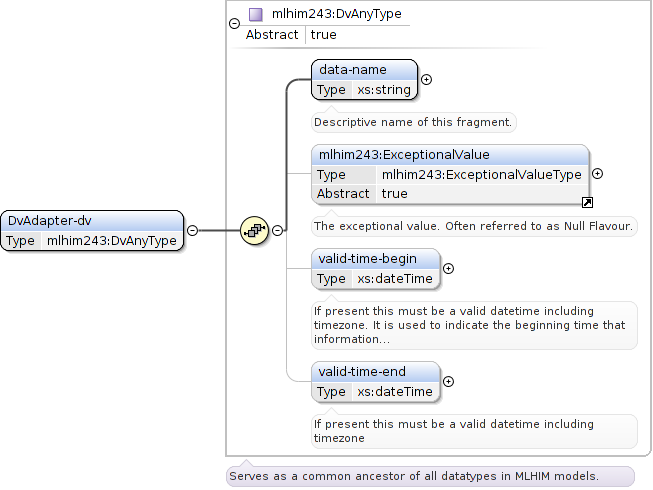 mlhim243:DvAnyType
Abstract true
data-name
Type xs:string
Descriptive name of this fragment.
mlhim243:ExceptionalValue
Type mlhim243:ExceptionalValueType
Abstract true
The exceptional value. Often referred to as Null Flavour.
DvAdapter-dv
Type mlhim243:DvAnyType
valid-time-begin
Type xs:dateTime
If present this must be a valid datetime including
timezone. It is used to indicate the beginning time that
information...
valid-time-end
Type xs:dateTime
If present this must be a valid datetime including
timezone
Serves as a common ancestor of all datatypes in MLHIM models.